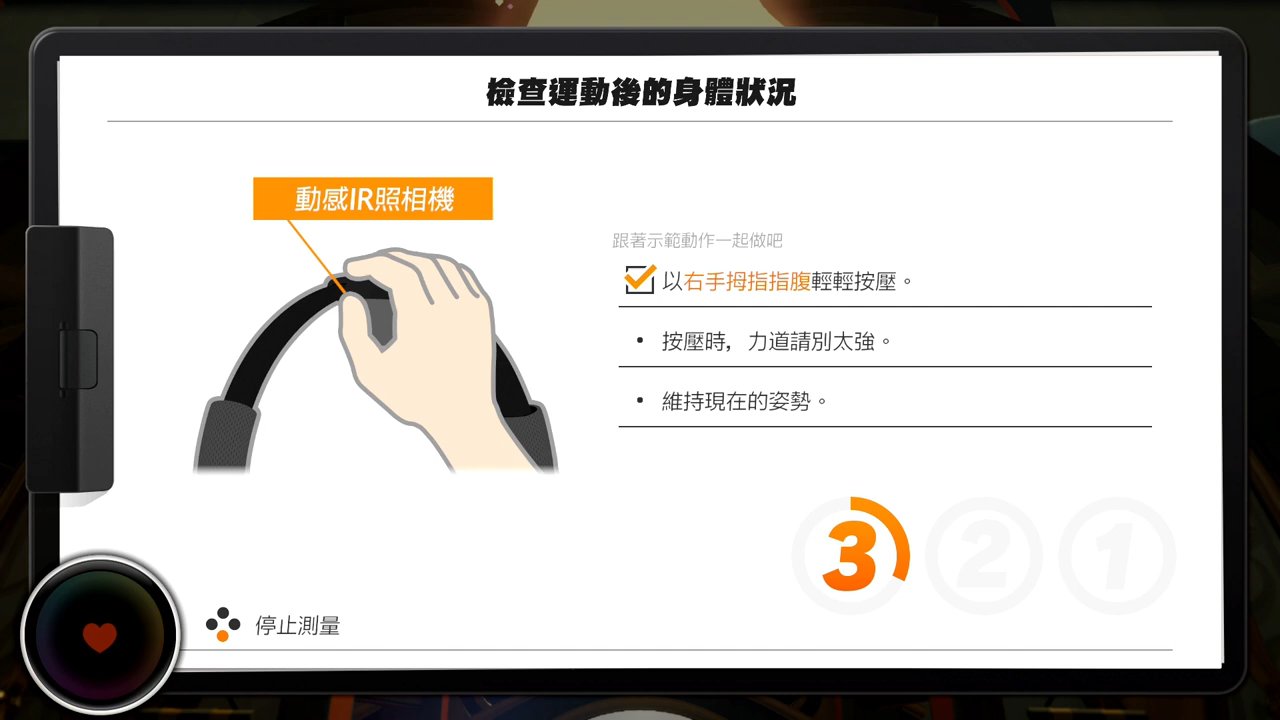 檢查運動後的身體狀況
動感IR照相機
跟著示範動作一起做吧
以右手拇指指腹輕輕按壓。
按壓時，力道請別太強。
維持現在的姿勢。
3 2 1
停止測量